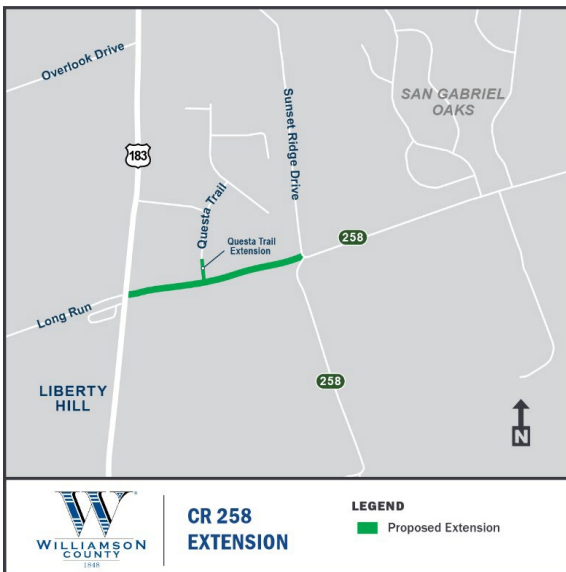 Overlook Drive
183
Sunset Ridge Drive
SAN GABRIEL
OAKS
Questa Trail
Questa Trail
Extension
258
Long Run
258
LIBERTY
HILL
N
W
WILLIAMSON
COUNTY
1848
CR 258
EXTENSION
LEGEND
Proposed Extension